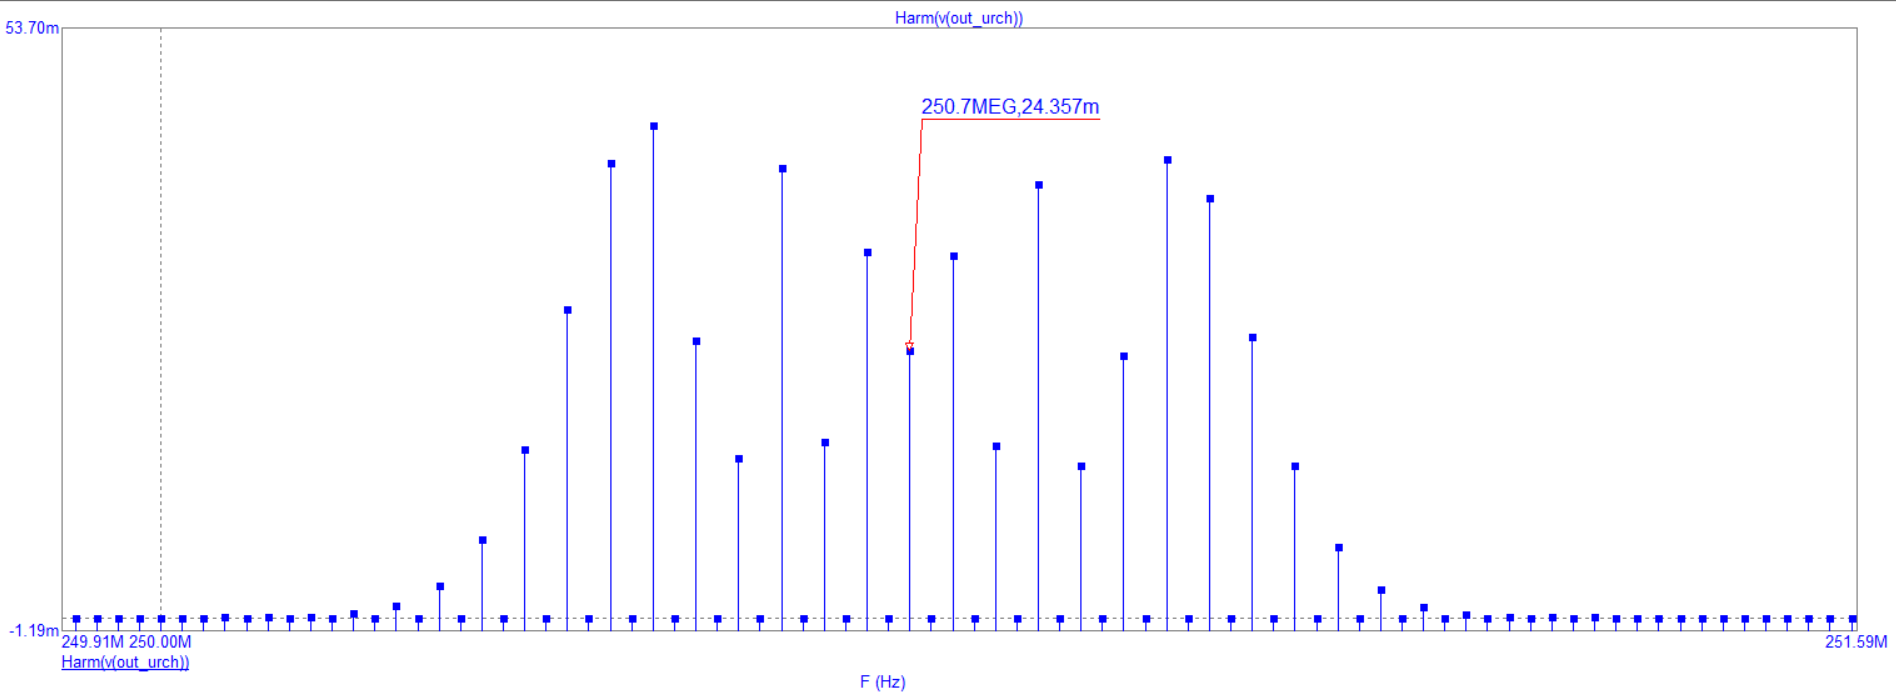 Harm(v(out_urch))
53.70m
250.7MEG,24.357m
-1.19m
249.91M 250.00M
251.59M
Harm(v(out_urch))
F (Hz)